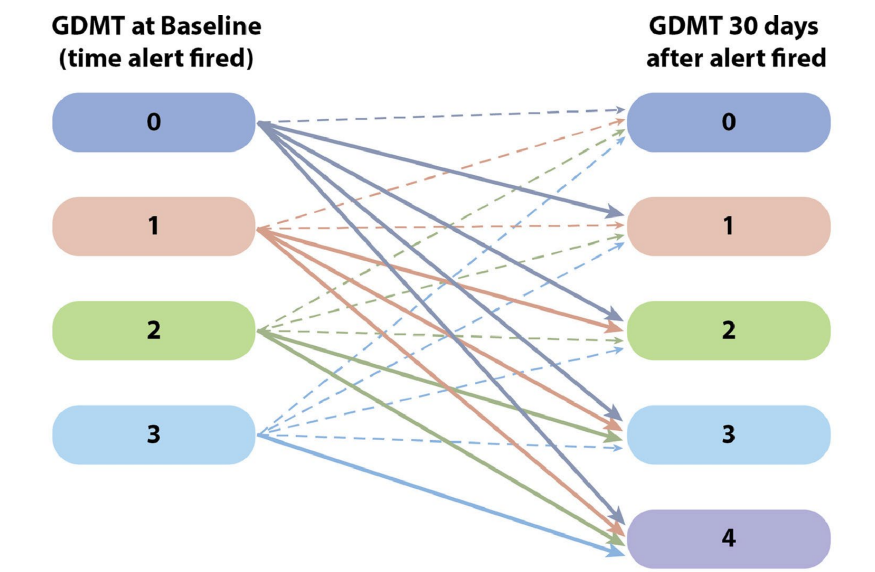 GDMT at Baseline
(time alert fired)
GDMT 30 days
after alert fired
0
0
1
1
2
2
3
3
4